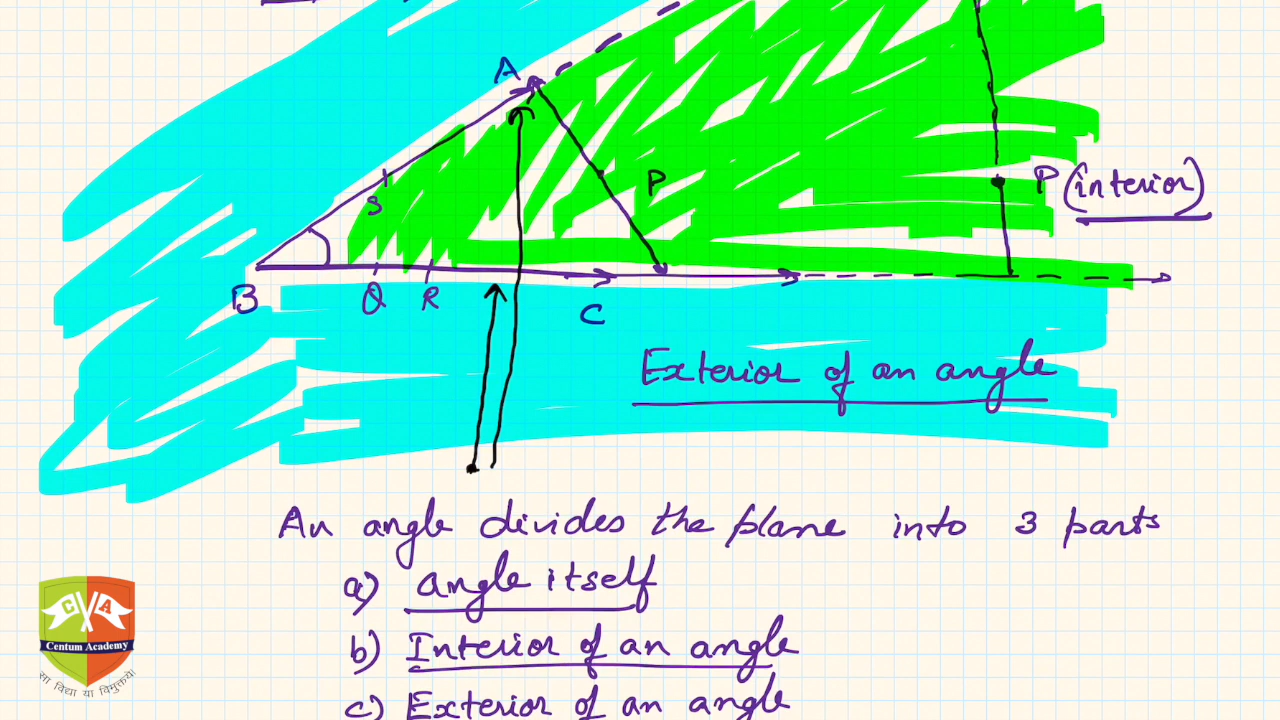 A
S
P
P (interior)
B
Q
R
C
Exterior of an angle
An angle divides the plane into 3 parts
a) angle itself
b) Interior of an angle
c) Exterior of an angle
C A
Centum Academy
सा विद्या या विमुक्तये।